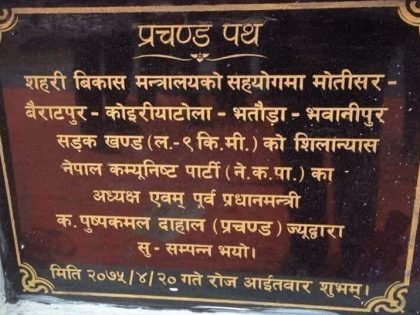 प्रचण्ड पथ
शहरी बिकास मन्त्रालयको सहयोगमा मोतीसर -
बैराटपुर - कोइरीयाटोला - भतौड़ा - भवानीपुर
सड़क खण्ड (ल.-९ कि.मी.) को शिलान्यास
नेपाल कम्यूनिष्ट पार्टी (ने.क.पा.) का
अध्यक्ष एवम् पूर्व प्रधानमन्त्री
क. पुष्पकमल दाहाल (प्रचण्ड) ज्यूद्वारा
सु - सम्पन्न भयो।
मिति २०७५/४/२० गते रोज आईतवार शुभम्।